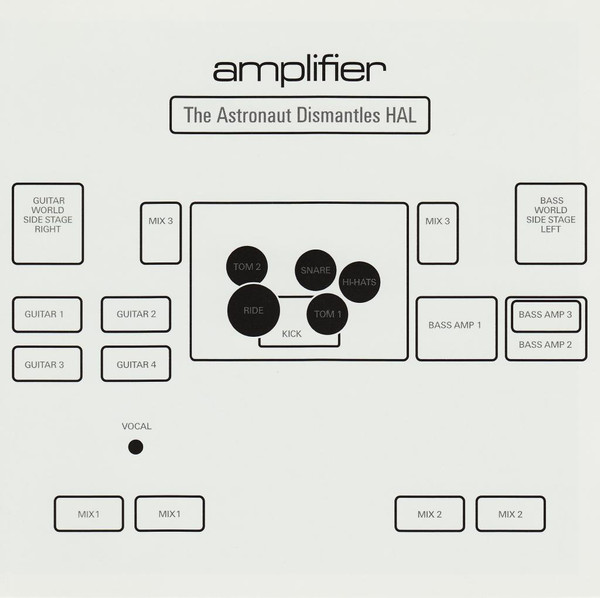 amplifier
The Astronaut Dismantles HAL
GUITAR
WORLD
SIDE STAGE
RIGHT
MIX 3
MIX 3
BASS
WORLD
SIDE STAGE
LEFT
TOM 2
SNARE
HI-HATS
RIDE
TOM 1
KICK
GUITAR 1
GUITAR 2
BASS AMP 1
BASS AMP 3
BASS AMP 2
GUITAR 3
GUITAR 4
VOCAL
MIX1
MIX1
MIX 2
MIX 2